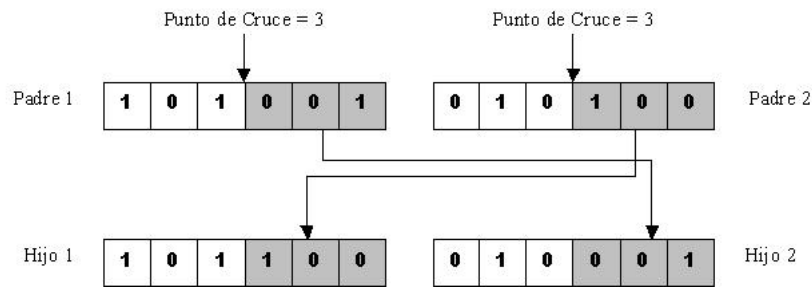 Punto de Cruce = 3 Punto de Cruce = 3
Padre 1 1 0 1 0 0 1 0 1 0 1 0 0 Padre 2
Hijo 1 1 0 1 1 0 0 0 1 0 0 0 1 Hijo 2